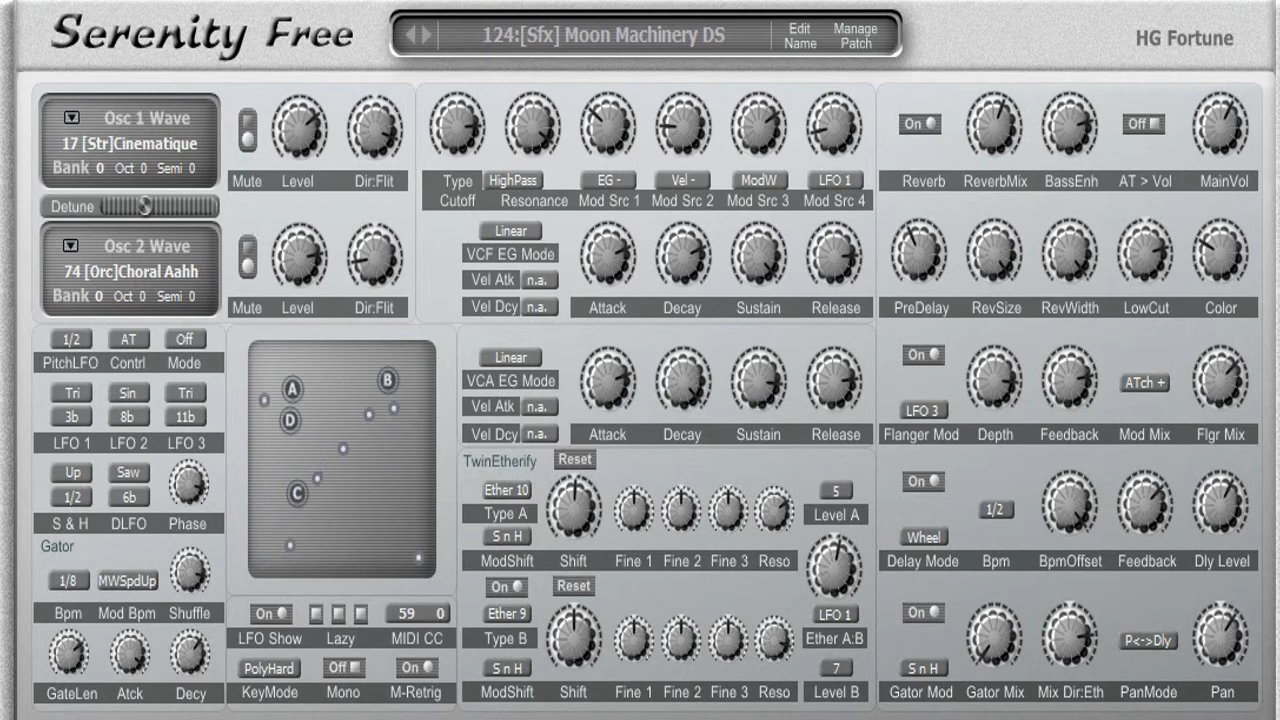 Serenity Free
124:[Sfx] Moon Machinery DS
Edit Name
Manage Patch
HG Fortune
Osc 1 Wave
17 [Str]Cinematique
Bank 0 Oct 0 Semi 0
Detune
Osc 2 Wave
74 [Orc]Choral Aahh
Bank 0 Oct 0 Semi 0
Mute Level Dir:Flit
Mute Level Dir:Flit
Type HighPass EG - Vel - ModW LFO 1
Cutoff Resonance Mod Src 1 Mod Src 2 Mod Src 3 Mod Src 4
Linear
VCF EG Mode
Vel Atk n.a.
Vel Dcy n.a.
Attack Decay Sustain Release
On Off
Reverb ReverbMix BassEnh AT > Vol MainVol
PreDelay RevSize RevWidth LowCut Color
1/2 AT Off
PitchLFO Contrl Mode
Tri Sin Tri
3b 8b 11b
LFO 1 LFO 2 LFO 3
Up Saw
1/2 6b
S & H DLFO Phase
Gator
1/8 MWSpdUp
Bpm Mod Bpm Shuffle
GateLen Atck Decy
A
B
D
C
On 59 0
LFO Show Lazy MIDI CC
PolyHard Off On
KeyMode Mono M-Retrig
Linear
VCA EG Mode
Vel Atk n.a.
Vel Dcy n.a.
Attack Decay Sustain Release
TwinEtherify Reset
Ether 10 5
Type A Level A
S n H
ModShift Shift Fine 1 Fine 2 Fine 3 Reso
On Reset
Ether 9 LFO 1
Type B Ether A:B
S n H 7
ModShift Shift Fine 1 Fine 2 Fine 3 Reso Level B
On
LFO 3 ATch +
Flanger Mod Depth Feedback Mod Mix Flgr Mix
On
Wheel 1/2
Delay Mode Bpm BpmOffset Feedback Dly Level
On
S n H P<->Dly
Gator Mod Gator Mix Mix Dir:Eth PanMode Pan